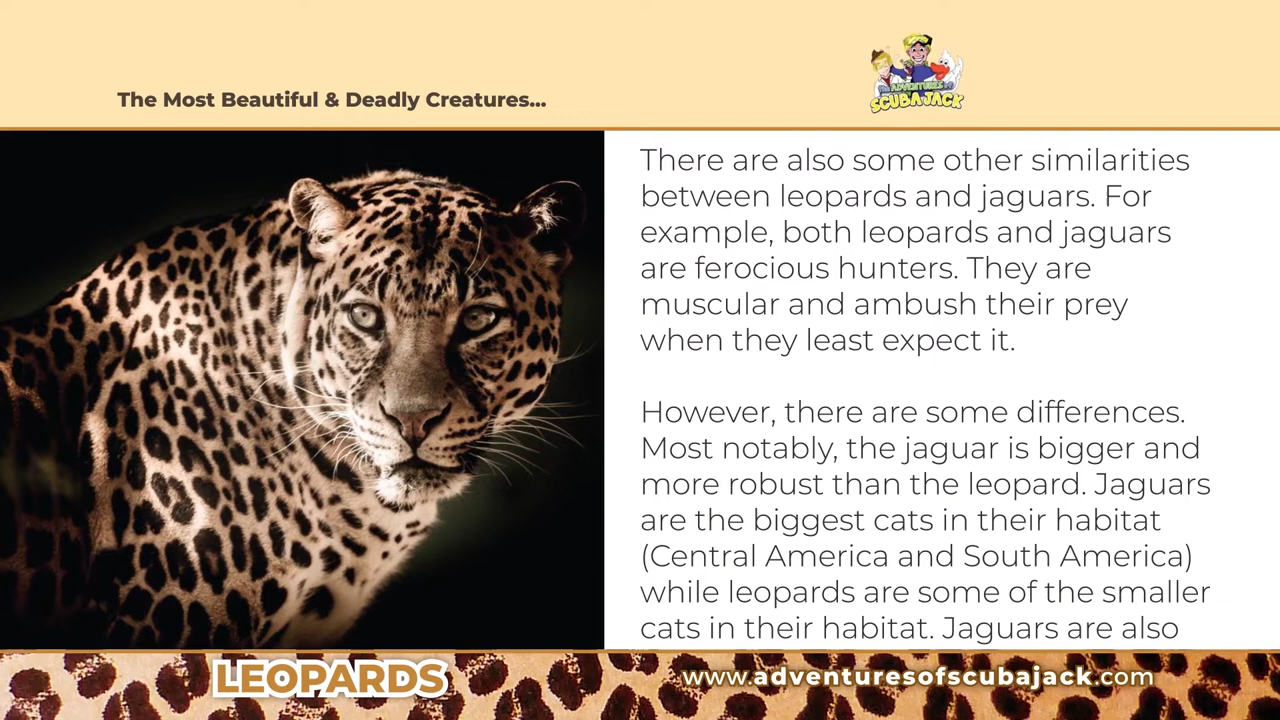 The Most Beautiful & Deadly Creatures...
THE ADVENTURES OF
SCUBAJACK
There are also some other similarities
between leopards and jaguars. For
example, both leopards and jaguars
are ferocious hunters. They are
muscular and ambush their prey
when they least expect it.
However, there are some differences.
Most notably, the jaguar is bigger and
more robust than the leopard. Jaguars
are the biggest cats in their habitat
(Central America and South America)
while leopards are some of the smaller
cats in their habitat. Jaguars are also
LEOPARDS
www.adventuresofscubajack.com